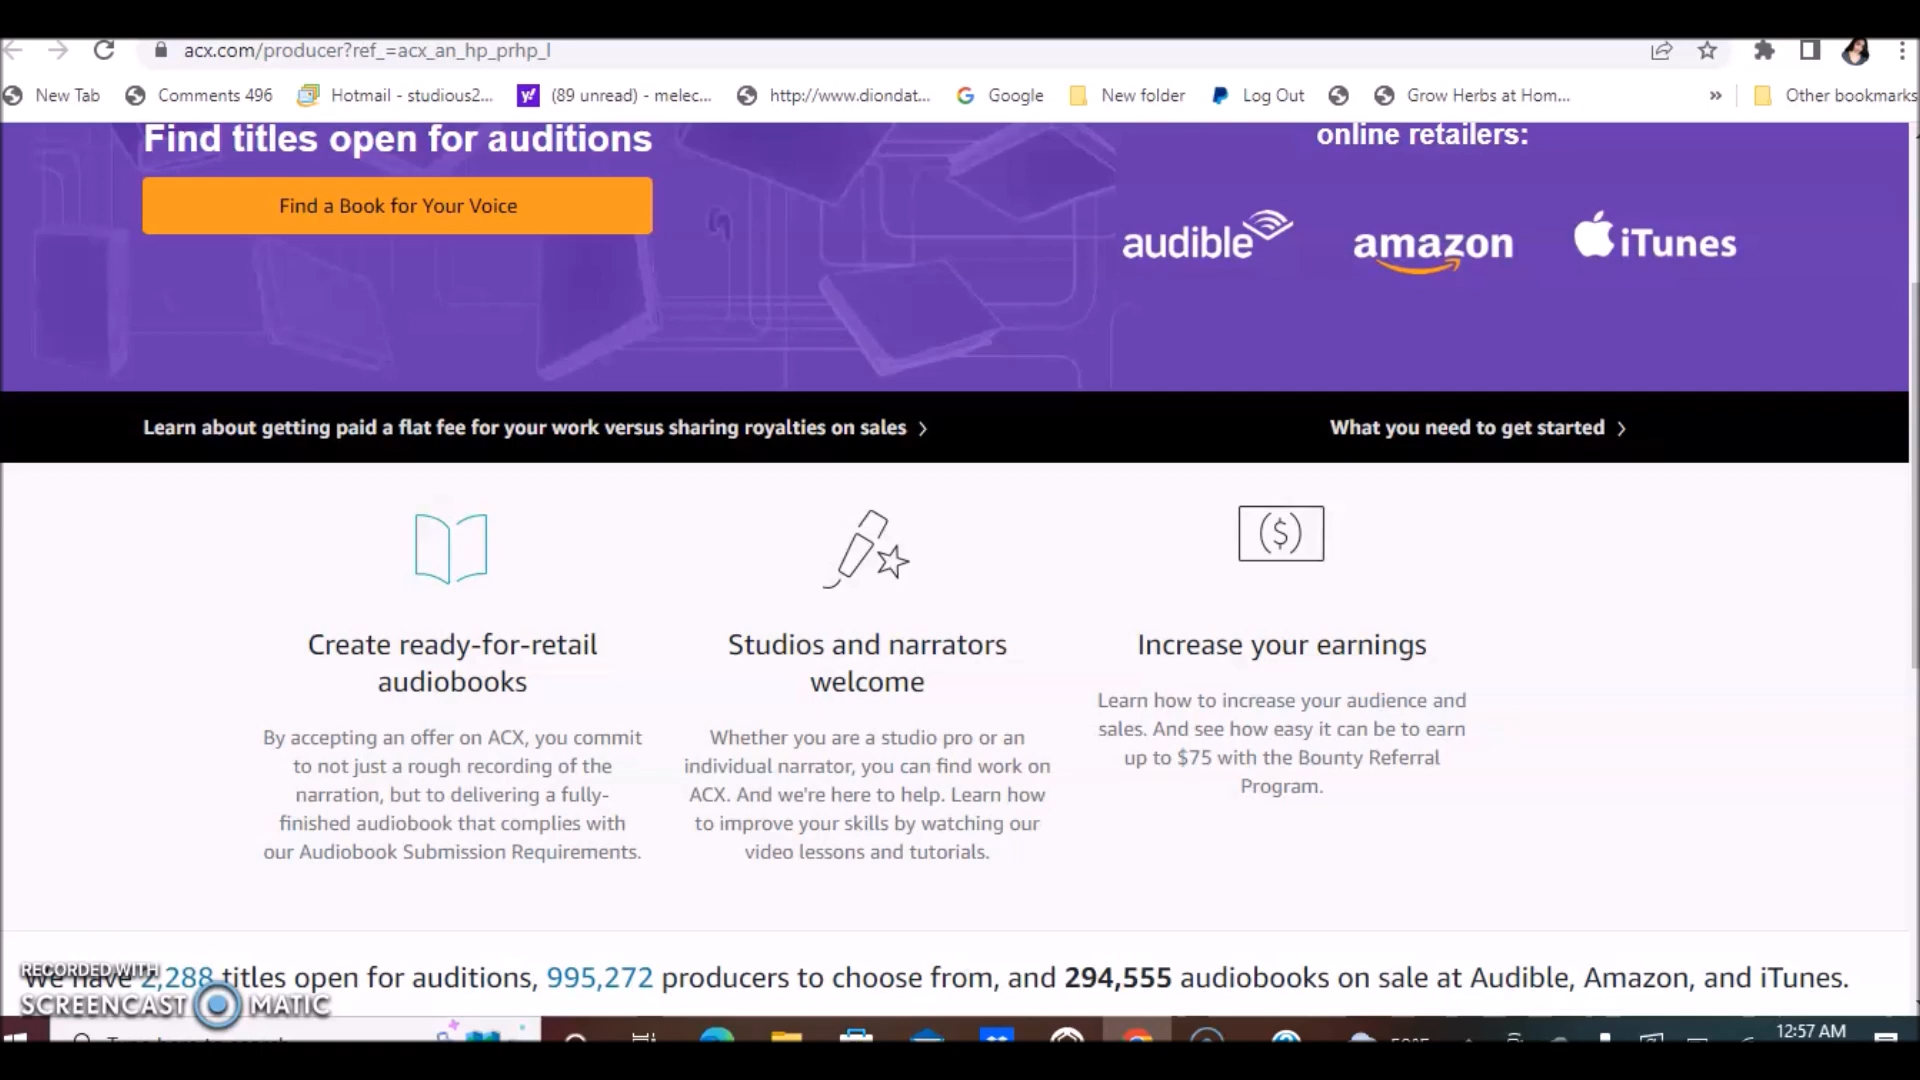 acx.com/producer?ref_=acx_an_hp_prhp_l
New Tab Comments 496 Hotmail - studious2... (89 unread) - melec... http://www.diondat... Google New folder Log Out Grow Herbs at Hom... » Other bookmarks
Find titles open for auditions
online retailers:
Find a Book for Your Voice
audible amazon iTunes
Learn about getting paid a flat fee for your work versus sharing royalties on sales >
What you need to get started >
Create ready-for-retail
audiobooks
By accepting an offer on ACX, you commit
to not just a rough recording of the
narration, but to delivering a fully-
finished audiobook that complies with
our Audiobook Submission Requirements.
Studios and narrators
welcome
Whether you are a studio pro or an
individual narrator, you can find work on
ACX. And we're here to help. Learn how
to improve your skills by watching our
video lessons and tutorials.
($)
Increase your earnings
Learn how to increase your audience and
sales. And see how easy it can be to earn
up to $75 with the Bounty Referral
Program.
We have 2,288 titles open for auditions, 995,272 producers to choose from, and 294,555 audiobooks on sale at Audible, Amazon, and iTunes.
RECORDED WITH
SCREENCAST MATIC
12:57 AM